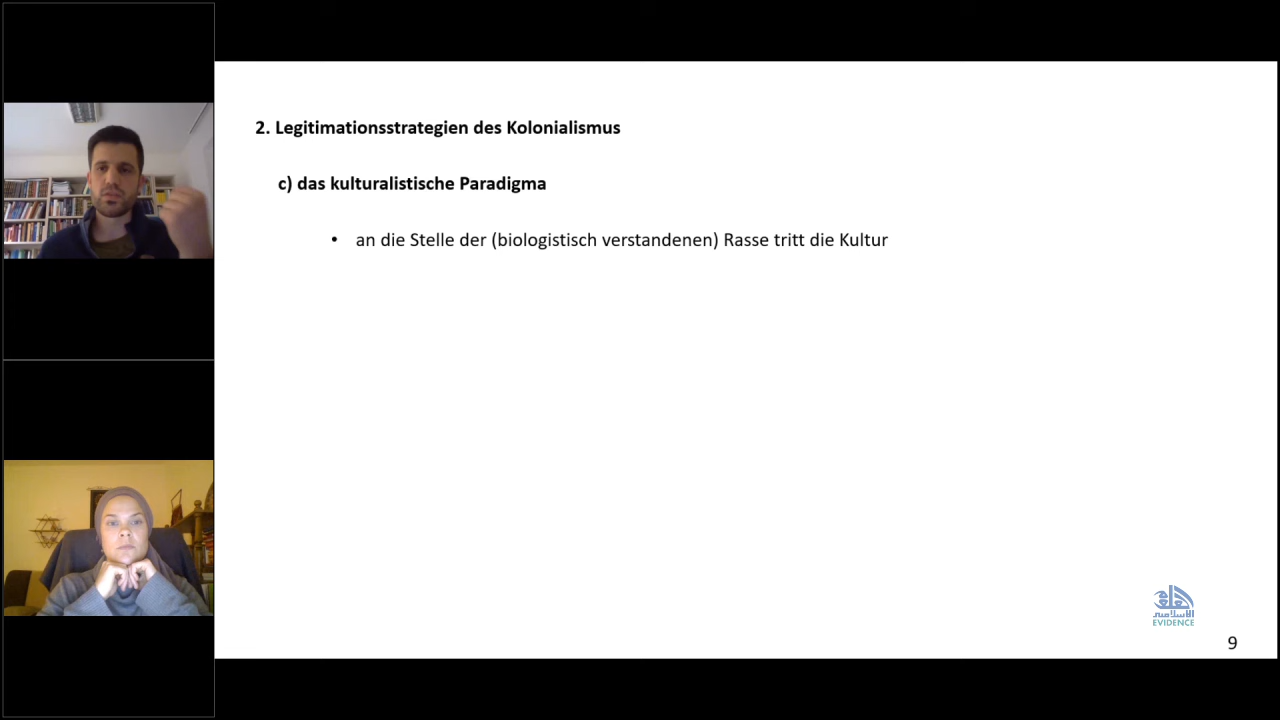 2. Legitimationsstrategien des Kolonialismus
c) das kulturalistische Paradigma
• an die Stelle der (biologistisch verstandenen) Rasse tritt die Kultur
EVIDENCE
9